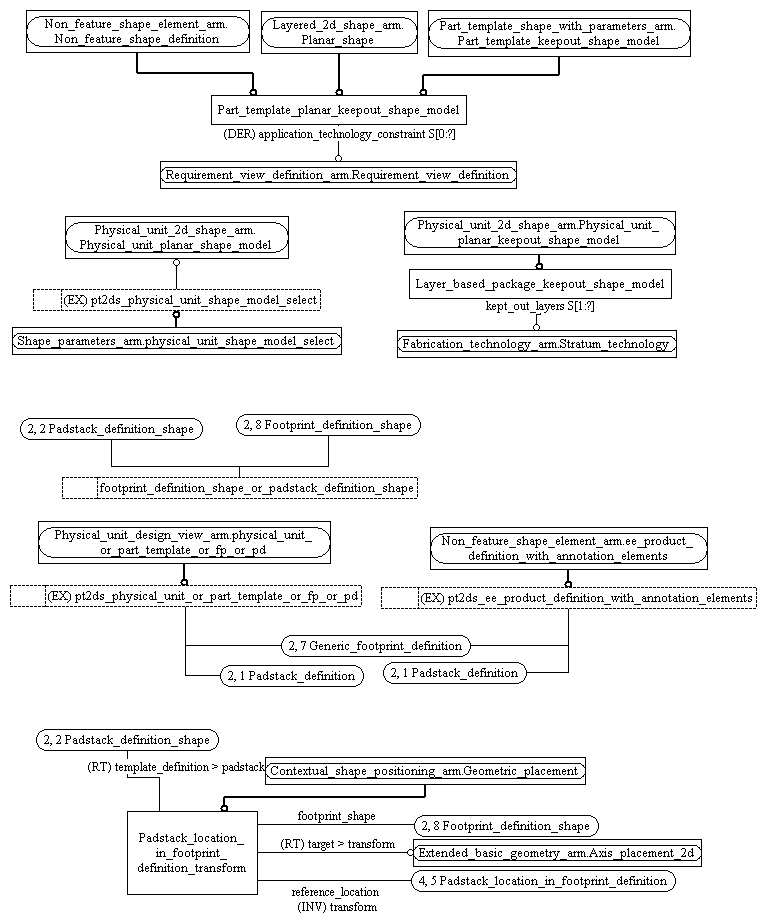 Non_feature_shape_element_arm.
Non_feature_shape_definition
Layered_2d_shape_arm.
Planar_shape
Part_template_shape_with_parameters_arm.
Part_template_keepout_shape_model
Part_template_planar_keepout_shape_model
(DER) application_technology_constraint S[0:?]
Requirement_view_definition_arm.Requirement_view_definition
Physical_unit_2d_shape_arm.
Physical_unit_planar_shape_model
Physical_unit_2d_shape_arm.Physical_unit_
planar_keepout_shape_model
(EX) pt2ds_physical_unit_shape_model_select
Layer_based_package_keepout_shape_model
kept_out_layers S[1:?]
Shape_parameters_arm.physical_unit_shape_model_select
Fabrication_technology_arm.Stratum_technology
2, 2 Padstack_definition_shape
2, 8 Footprint_definition_shape
footprint_definition_shape_or_padstack_definition_shape
Physical_unit_design_view_arm.physical_unit_
or_part_template_or_fp_or_pd
Non_feature_shape_element_arm.ee_product_
definition_with_annotation_elements
(EX) pt2ds_physical_unit_or_part_template_or_fp_or_pd
(EX) pt2ds_ee_product_definition_with_annotation_elements
2, 7 Generic_footprint_definition
2, 1 Padstack_definition
2, 1 Padstack_definition
2, 2 Padstack_definition_shape
(RT) template_definition > padstack
Contextual_shape_positioning_arm.Geometric_placement
Padstack_location_
in_footprint_
definition_transform
footprint_shape
2, 8 Footprint_definition_shape
(RT) target > transform
Extended_basic_geometry_arm.Axis_placement_2d
4, 5 Padstack_location_in_footprint_definition
reference_location
(INV) transform